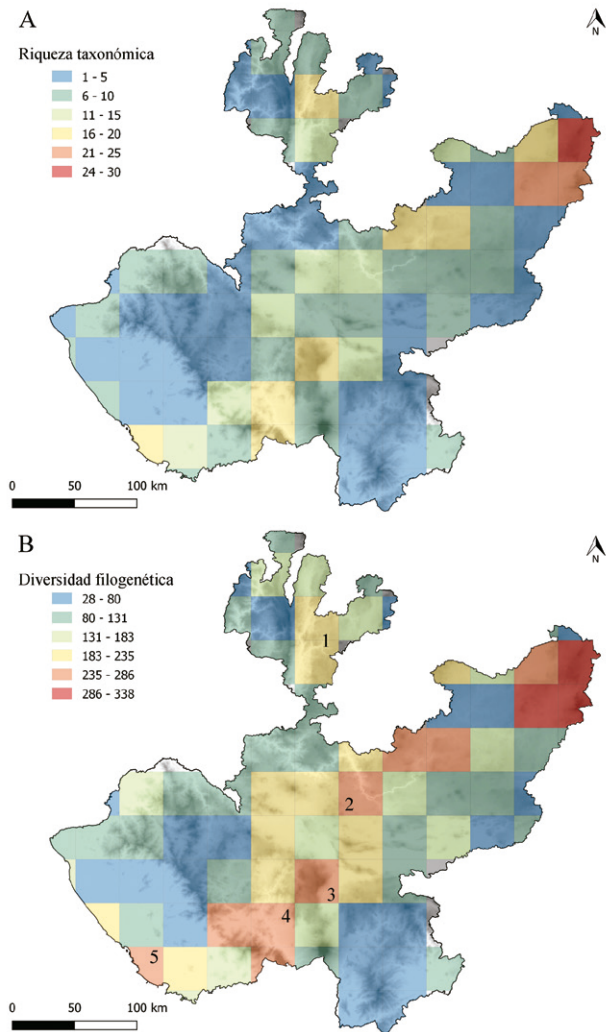 A
N
Riqueza taxonómica
1 - 5
6 - 10
11 - 15
16 - 20
21 - 25
24 - 30
0 50 100 km
B
N
Diversidad filogenética
28 - 80
80 - 131
131 - 183
183 - 235
235 - 286
286 - 338
1
2
3
4
5
0 50 100 km